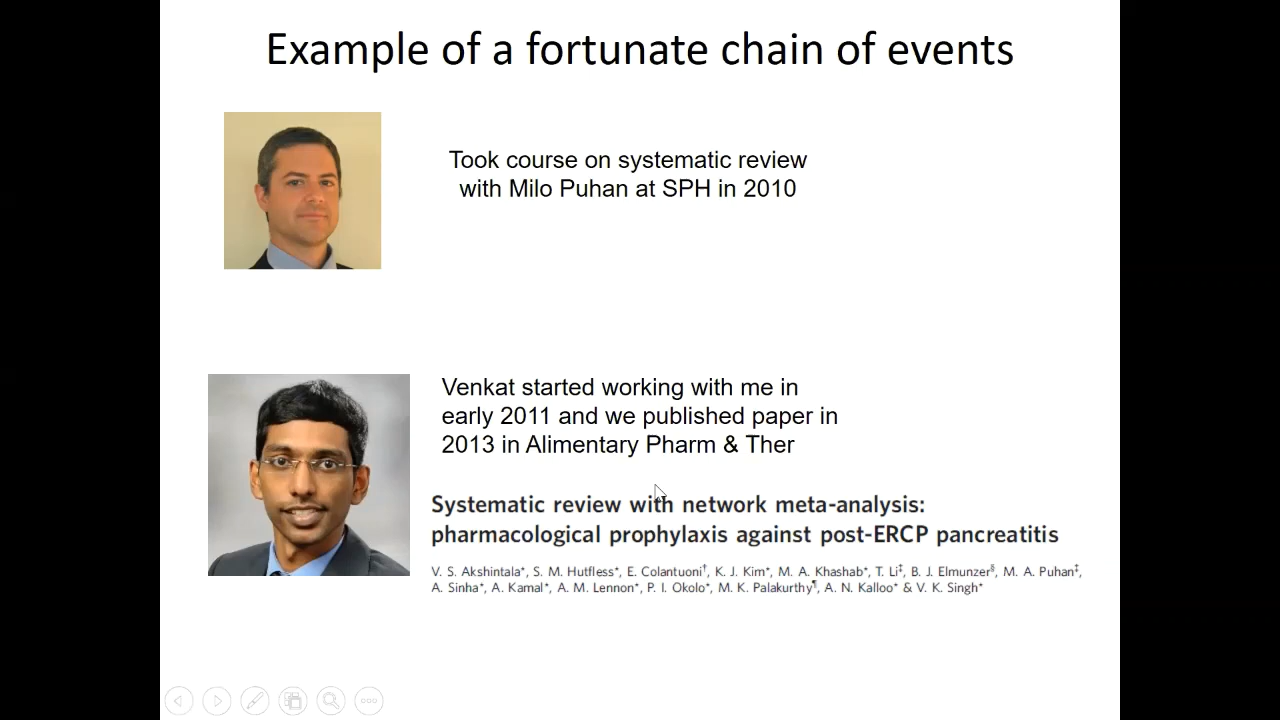 Example of a fortunate chain of events
Took course on systematic review
with Milo Puhan at SPH in 2010
Venkat started working with me in
early 2011 and we published paper in
2013 in Alimentary Pharm & Ther
Systematic review with network meta-analysis:
pharmacological prophylaxis against post-ERCP pancreatitis
V. S. Akshintala*, S. M. Hutfless*, E. Colantuoni†, K. J. Kim*, M. A. Khashab*, T. Li‡, B. J. Elmunzer§, M. A. Puhan‡,
A. Sinha*, A. Kamal*, A. M. Lennon*, P. I. Okolo*, M. K. Palakurthy¶, A. N. Kalloo* & V. K. Singh*